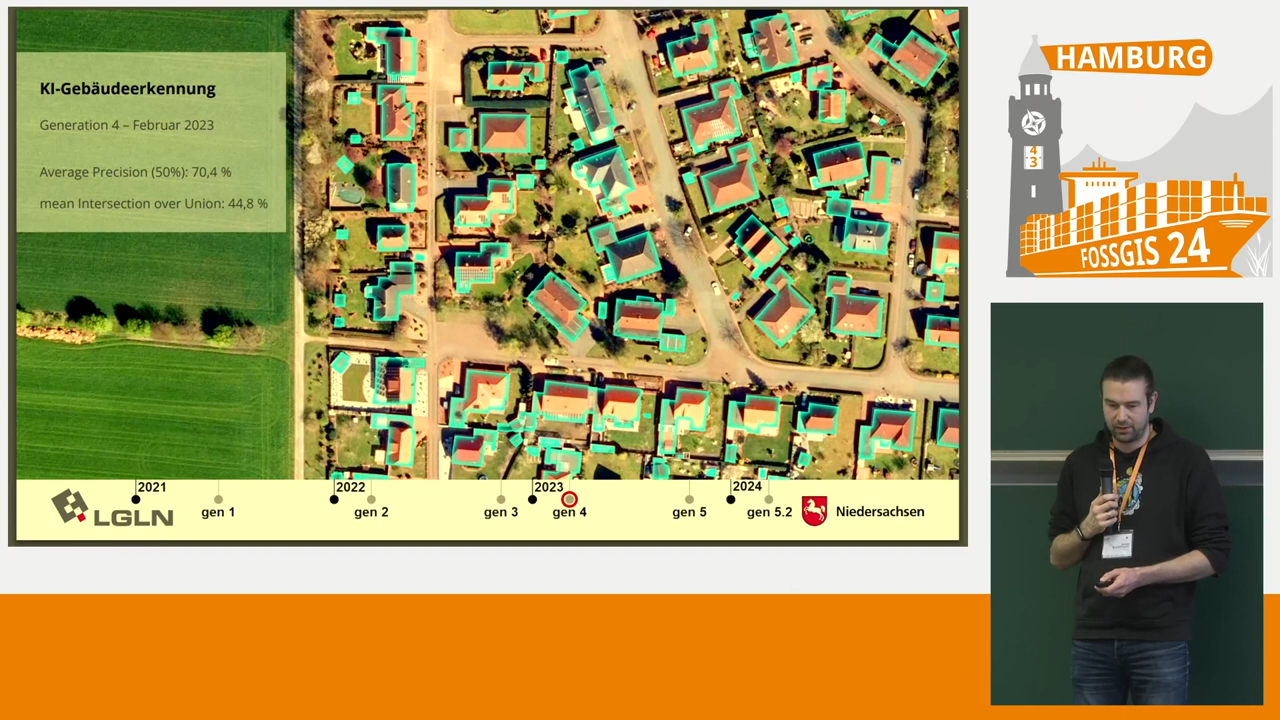 KI-Gebäudeerkennung
Generation 4 – Februar 2023
Average Precision (50%): 70,4 %
mean Intersection over Union: 44,8 %
2021
2022
2023
2024
gen 1
gen 2
gen 3
gen 4
gen 5
gen 5.2
LGLN
Niedersachsen
HAMBURG
4
3
FOSSGIS 24